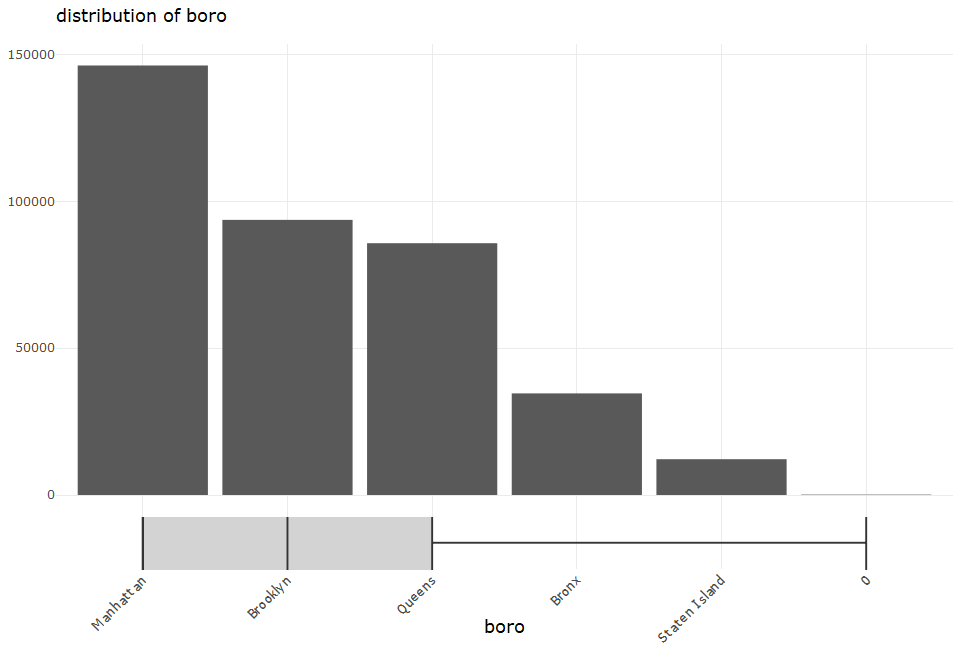 distribution of boro
150000
100000
50000
0
Manhattan
Brooklyn
Queens
Bronx
Staten Island
0
boro